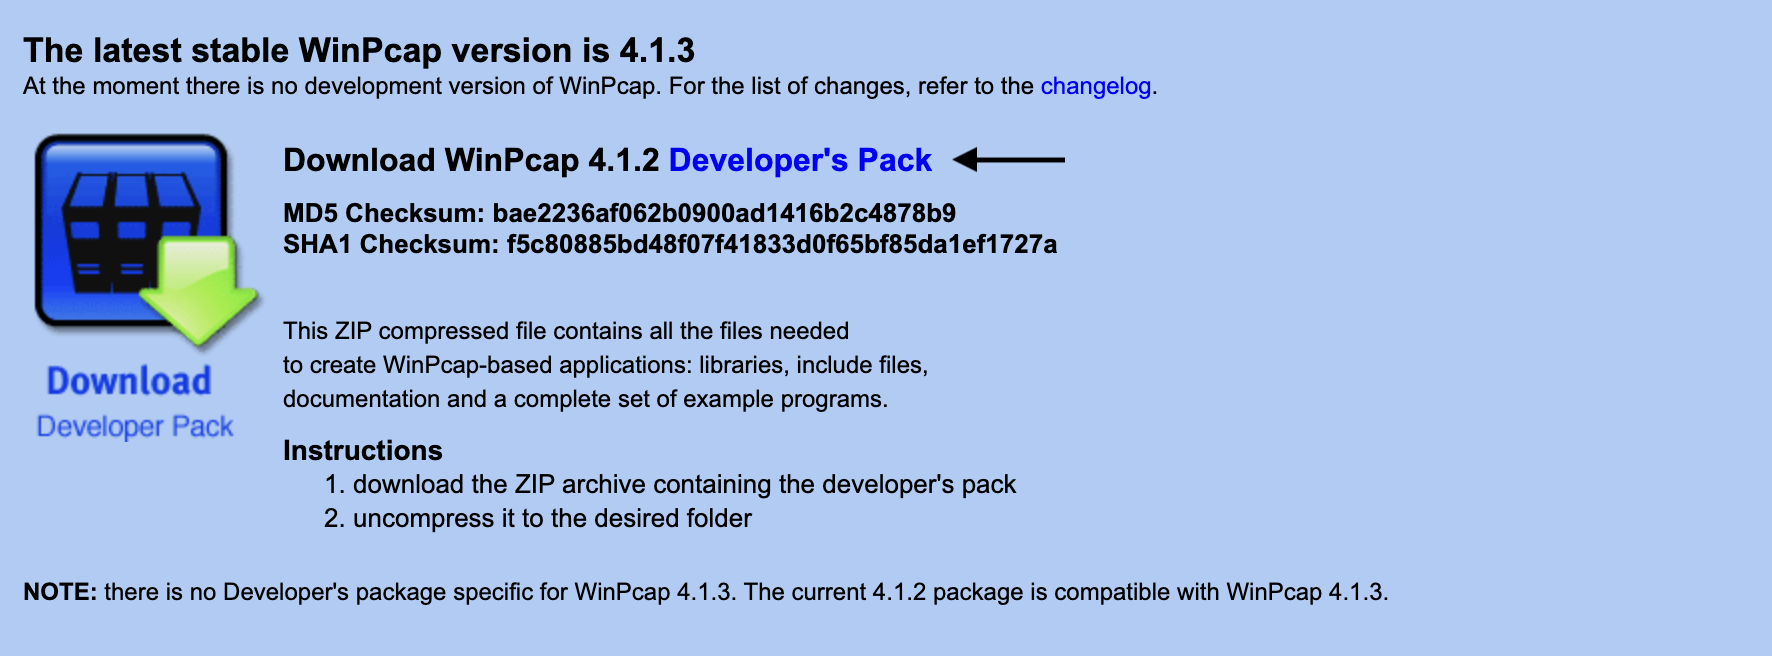 The latest stable WinPcap version is 4.1.3
At the moment there is no development version of WinPcap. For the list of changes, refer to the changelog.
Download WinPcap 4.1.2 Developer's Pack
MD5 Checksum: bae2236af062b0900ad1416b2c4878b9
SHA1 Checksum: f5c80885bd48f07f41833d0f65bf85da1ef1727a
This ZIP compressed file contains all the files needed
to create WinPcap-based applications: libraries, include files,
documentation and a complete set of example programs.
Download
Developer Pack
Instructions
1. download the ZIP archive containing the developer's pack
2. uncompress it to the desired folder
NOTE: there is no Developer's package specific for WinPcap 4.1.3. The current 4.1.2 package is compatible with WinPcap 4.1.3.